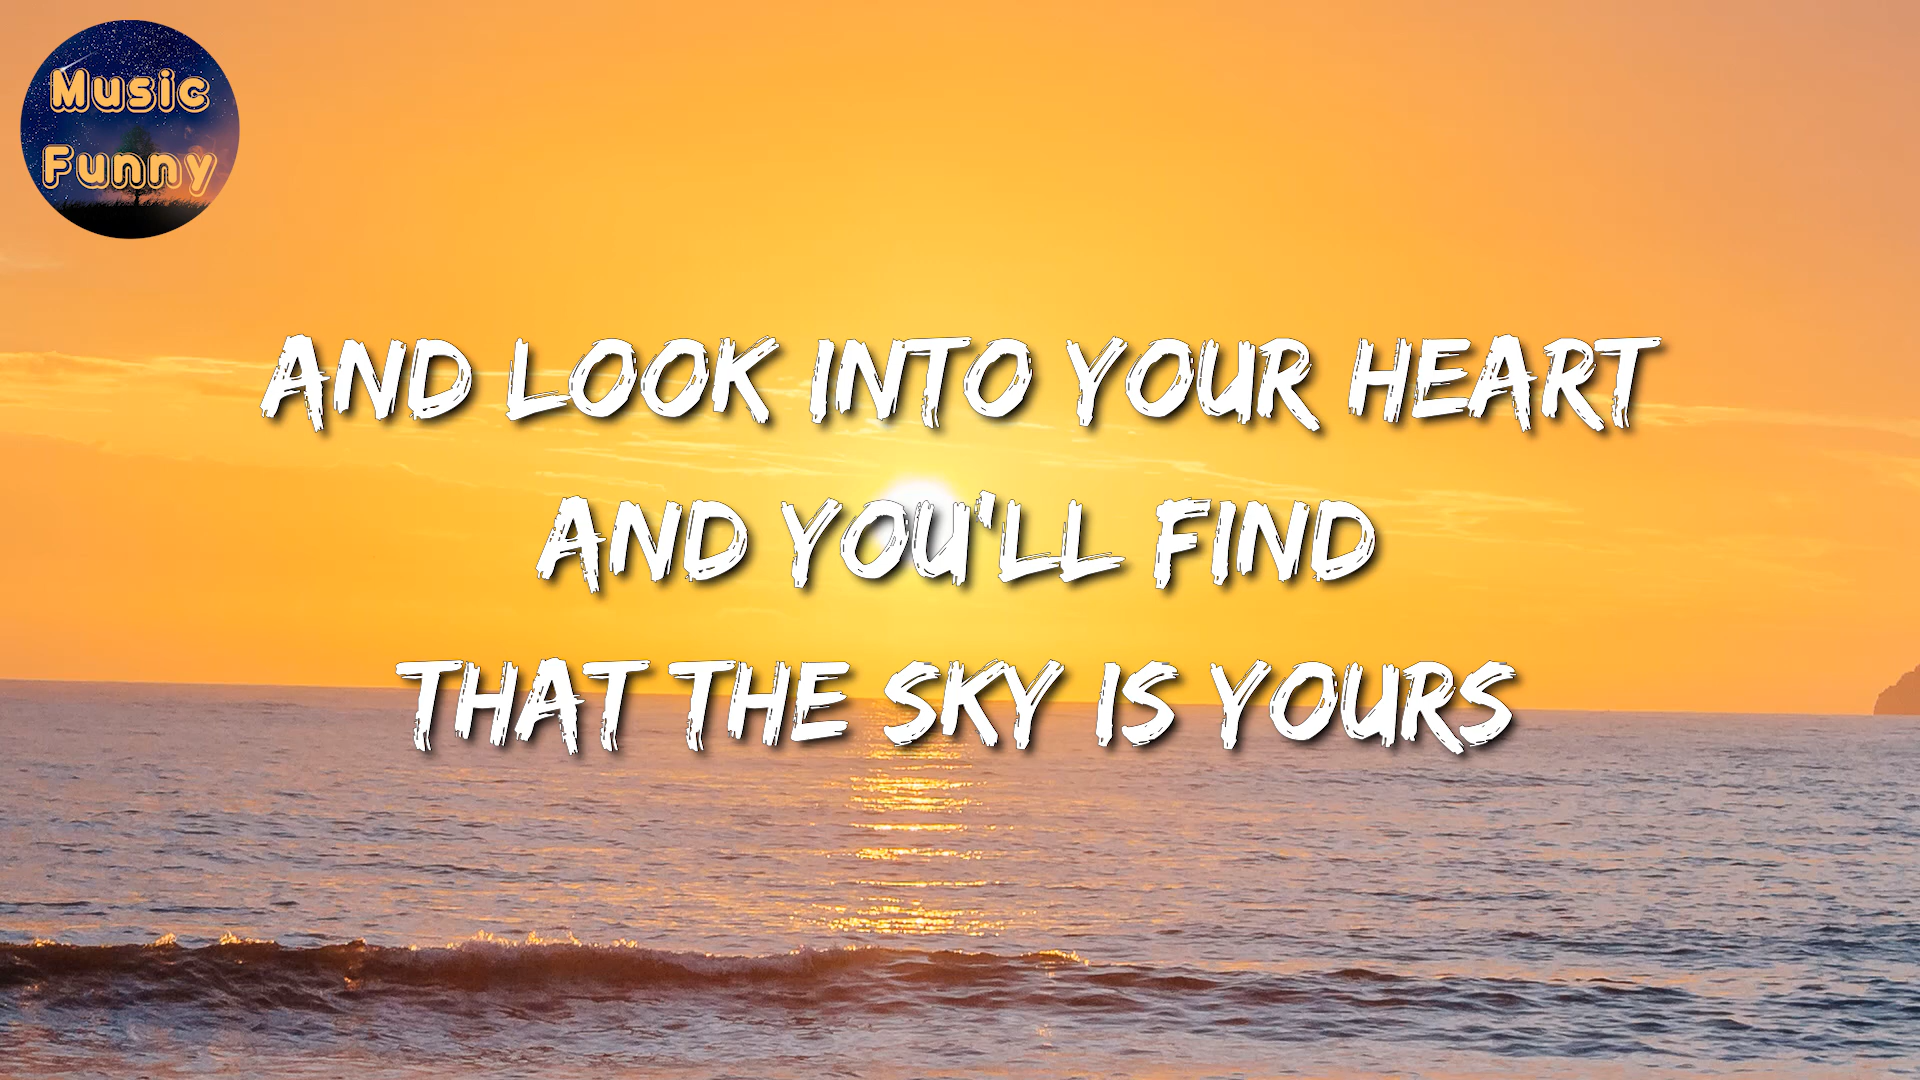 Music
Funny
AND LOOK INTO YOUR HEART
AND YOU'LL FIND
THAT THE SKY IS YOURS